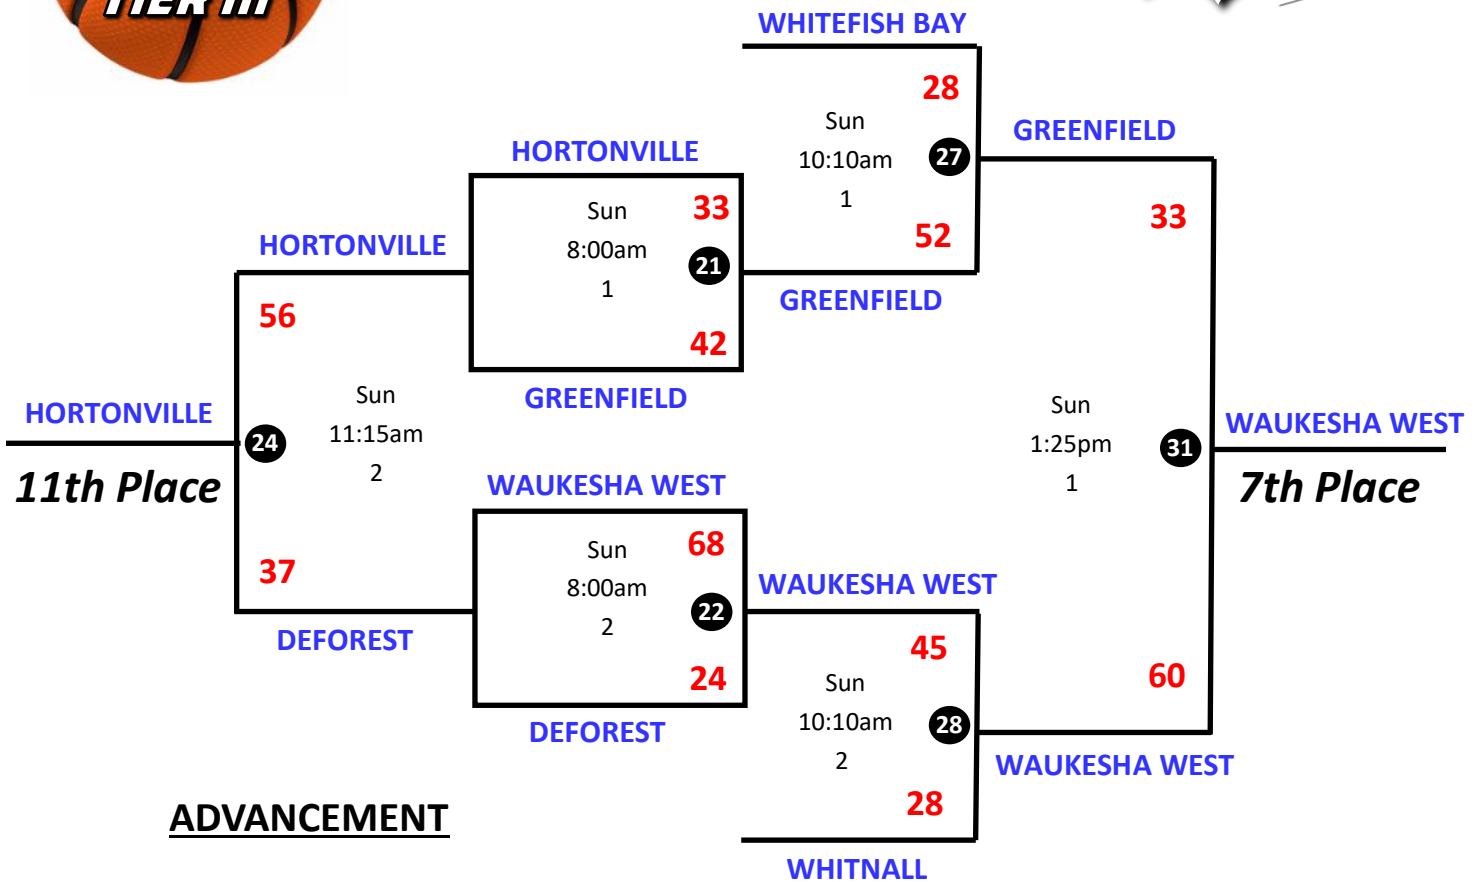 TIER III
WHITEFISH BAY
28
Sun
10:10am
1
27
52
GREENFIELD
HORTONVILLE
33
Sun
8:00am
1
21
42
GREENFIELD
GREENFIELD
33
HORTONVILLE
56
Sun
11:15am
2
24
HORTONVILLE
11th Place
37
DEFOREST
WAUKESHA WEST
68
Sun
8:00am
2
22
24
DEFOREST
WAUKESHA WEST
45
Sun
10:10am
2
28
28
WHITNALL
Sun
1:25pm
1
31
WAUKESHA WEST
7th Place
60
WAUKESHA WEST
ADVANCEMENT